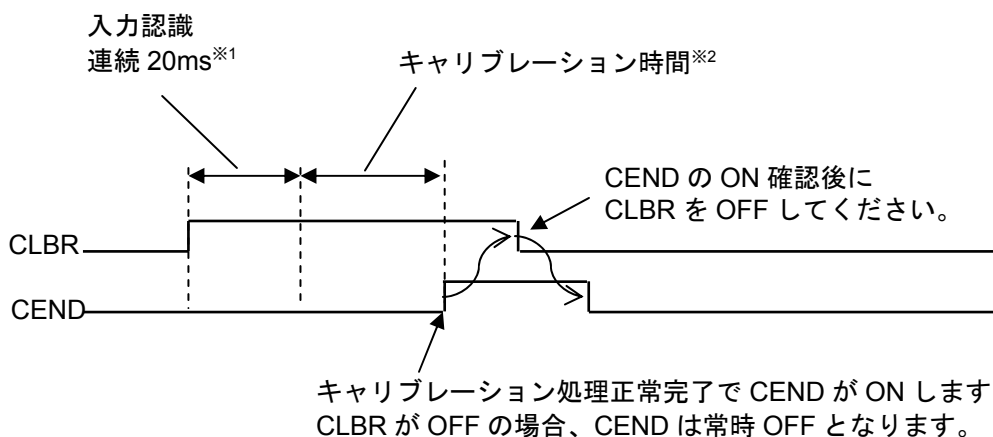 入力認識
連続 20ms※1
キャリブレーション時間※2
CEND の ON 確認後に
CLBR を OFF してください。
CLBR
CEND
キャリブレーション処理正常完了で CEND が ON します
CLBR が OFF の場合、CEND は常時 OFF となります。